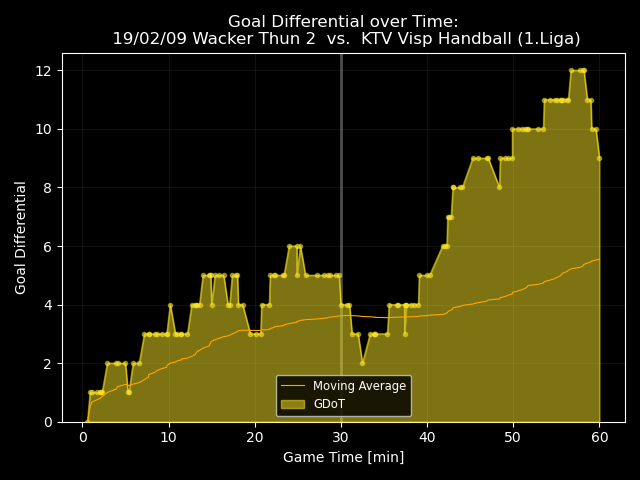 Goal Differential over Time:
19/02/09 Wacker Thun 2 vs. KTV Visp Handball (1.Liga)
Goal Differential
12
10
8
6
4
2
0
Moving Average
GDoT
0 10 20 30 40 50 60
Game Time [min]